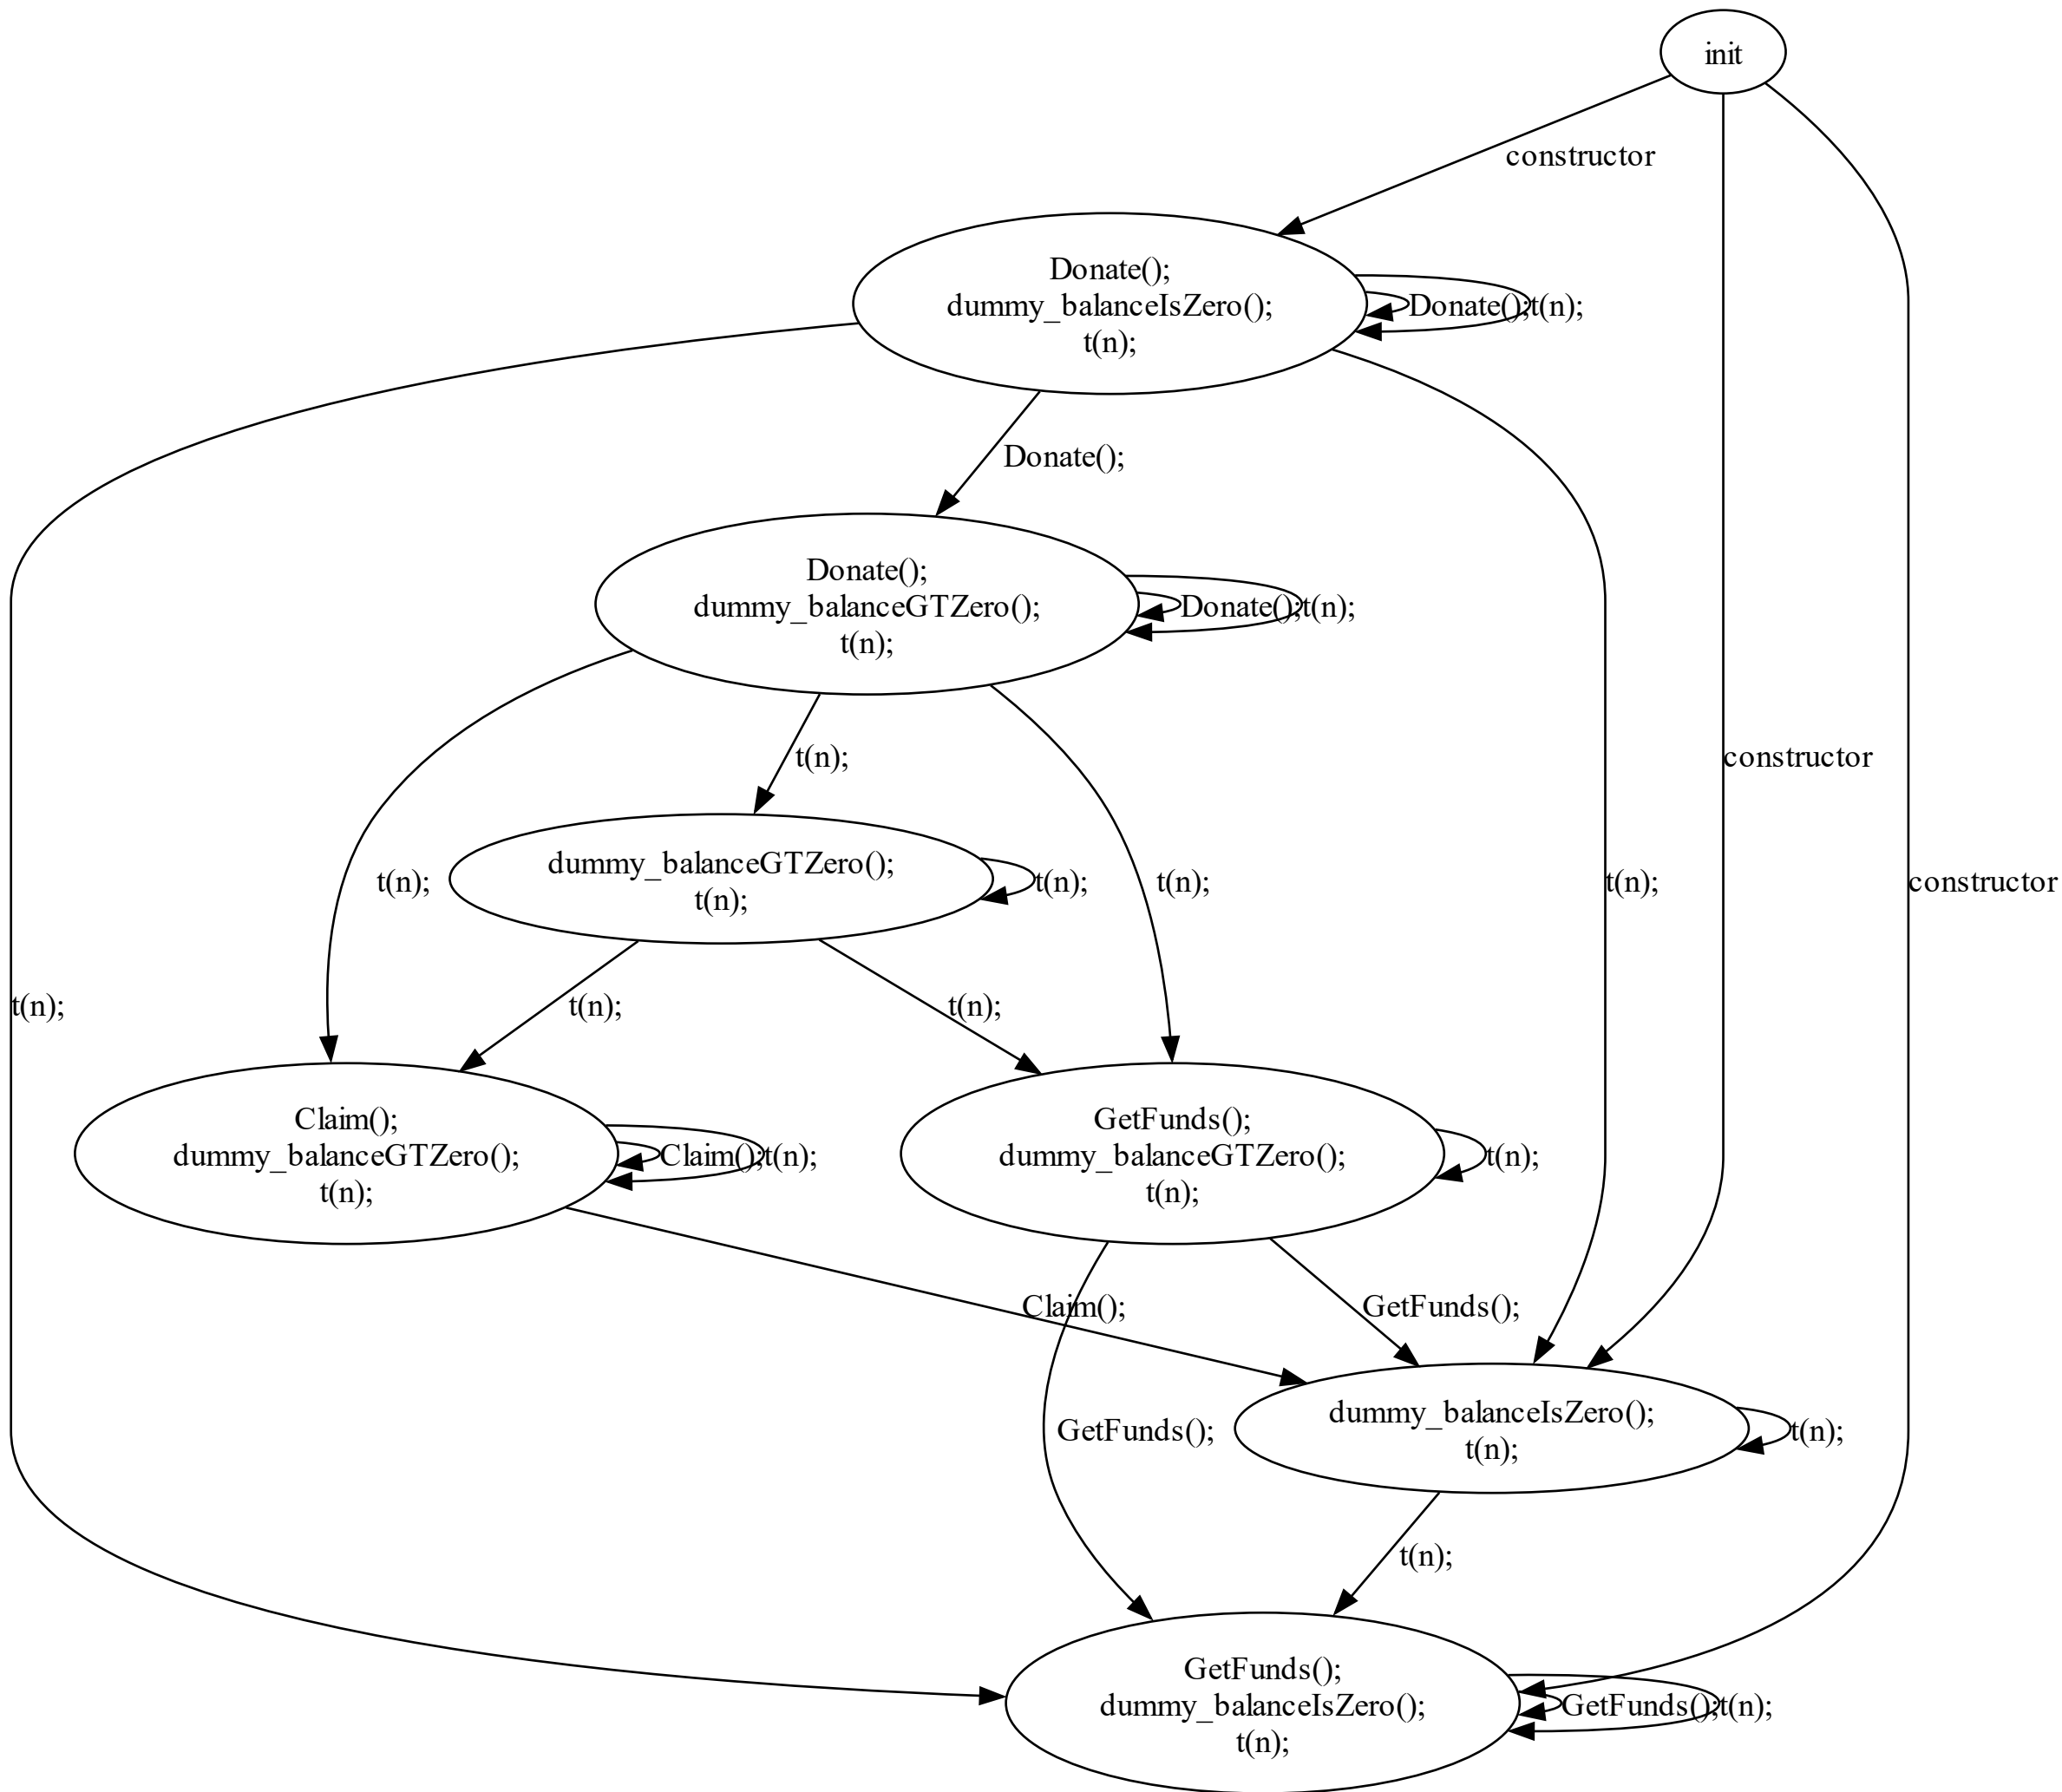 init
constructor
Donate();
dummy_balanceIsZero();
t(n);
Donate();
t(n);
Donate();
Donate();
dummy_balanceGTZero();
t(n);
Donate();
t(n);
t(n);
constructor
dummy_balanceGTZero();
t(n);
t(n);
t(n);
t(n);
t(n);
constructor
t(n);
t(n);
t(n);
Claim();
dummy_balanceGTZero();
t(n);
Claim();
t(n);
GetFunds();
dummy_balanceGTZero();
t(n);
t(n);
Claim();
GetFunds();
GetFunds();
dummy_balanceIsZero();
t(n);
t(n);
t(n);
GetFunds();
dummy_balanceIsZero();
t(n);
GetFunds();
t(n);